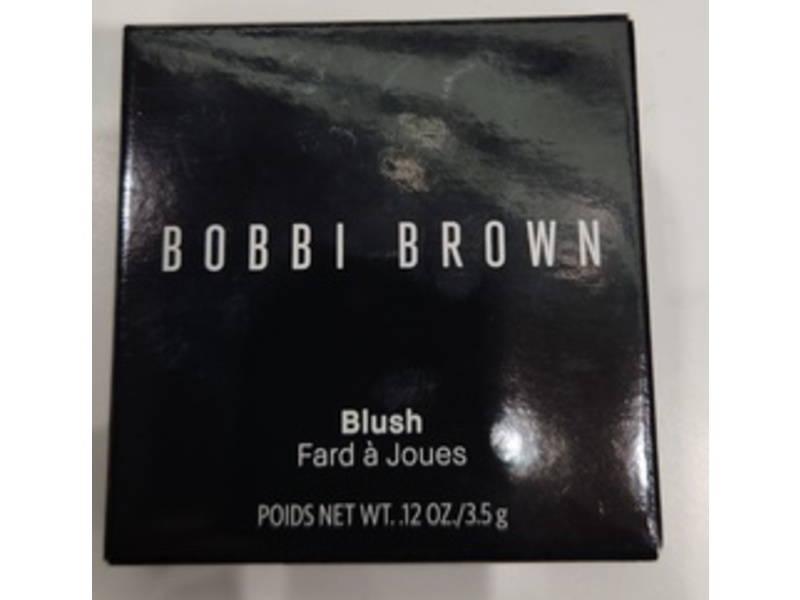 BOBBI BROWN
Blush
Fard à Joues
POIDS NET WT. .12 OZ./3.5 g